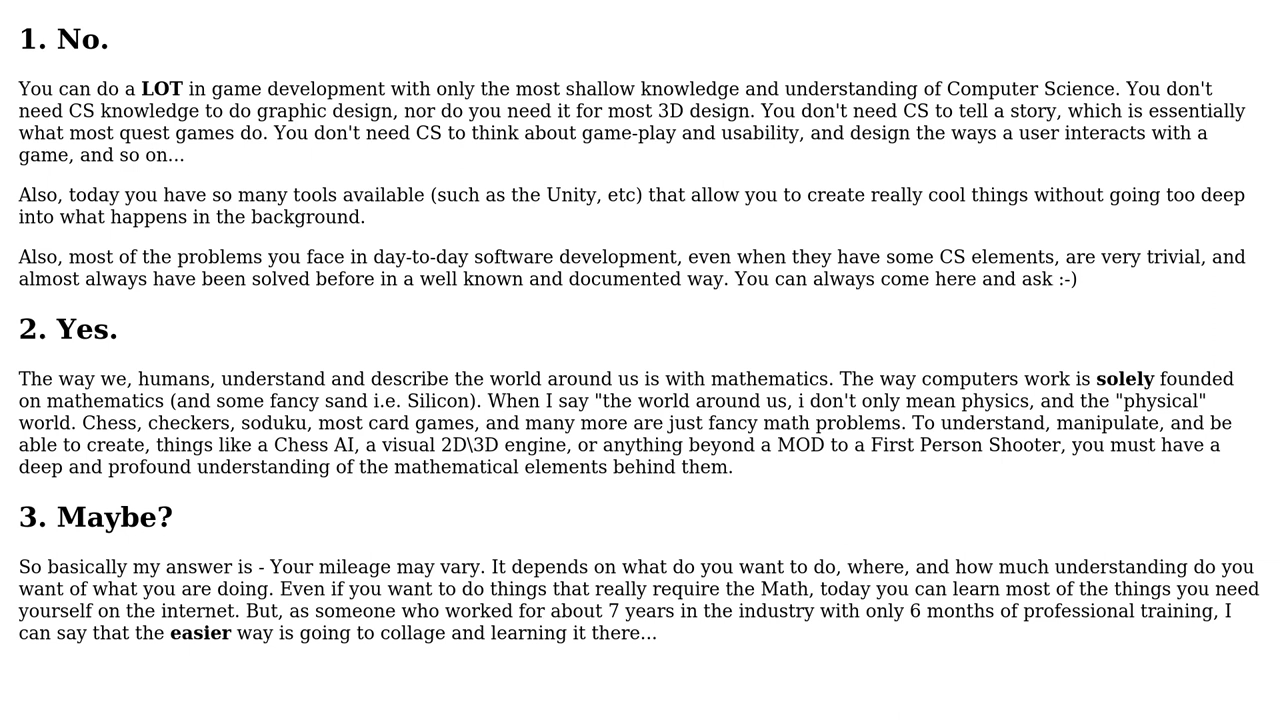 1. No.
You can do a LOT in game development with only the most shallow knowledge and understanding of Computer Science. You don't
need CS knowledge to do graphic design, nor do you need it for most 3D design. You don't need CS to tell a story, which is essentially
what most quest games do. You don't need CS to think about game-play and usability, and design the ways a user interacts with a
game, and so on...
Also, today you have so many tools available (such as the Unity, etc) that allow you to create really cool things without going too deep
into what happens in the background.
Also, most of the problems you face in day-to-day software development, even when they have some CS elements, are very trivial, and
almost always have been solved before in a well known and documented way. You can always come here and ask :-)
2. Yes.
The way we, humans, understand and describe the world around us is with mathematics. The way computers work is solely founded
on mathematics (and some fancy sand i.e. Silicon). When I say "the world around us, i don't only mean physics, and the "physical"
world. Chess, checkers, soduku, most card games, and many more are just fancy math problems. To understand, manipulate, and be
able to create, things like a Chess AI, a visual 2D\3D engine, or anything beyond a MOD to a First Person Shooter, you must have a
deep and profound understanding of the mathematical elements behind them.
3. Maybe?
So basically my answer is - Your mileage may vary. It depends on what do you want to do, where, and how much understanding do you
want of what you are doing. Even if you want to do things that really require the Math, today you can learn most of the things you need
yourself on the internet. But, as someone who worked for about 7 years in the industry with only 6 months of professional training, I
can say that the easier way is going to collage and learning it there...